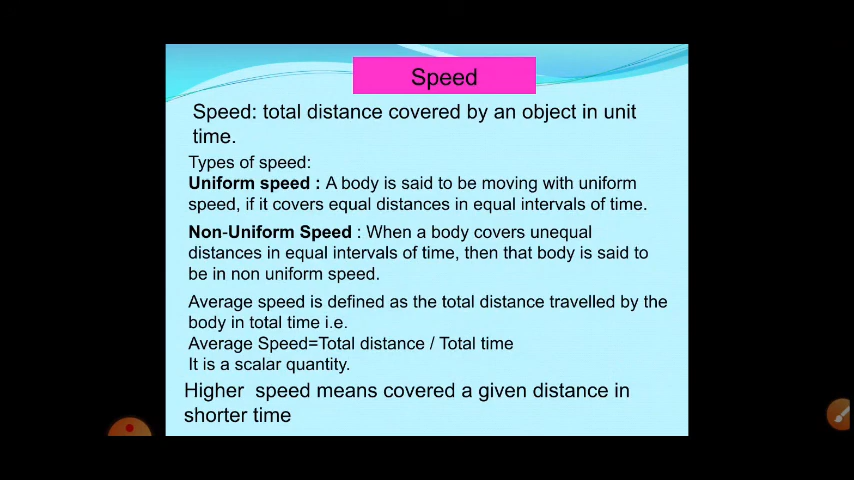 Speed
Speed: total distance covered by an object in unit
time.
Types of speed:
Uniform speed : A body is said to be moving with uniform
speed, if it covers equal distances in equal intervals of time.
Non-Uniform Speed : When a body covers unequal
distances in equal intervals of time, then that body is said to
be in non uniform speed.
Average speed is defined as the total distance travelled by the
body in total time i.e.
Average Speed=Total distance / Total time
It is a scalar quantity.
Higher  speed means covered a given distance in
shorter time